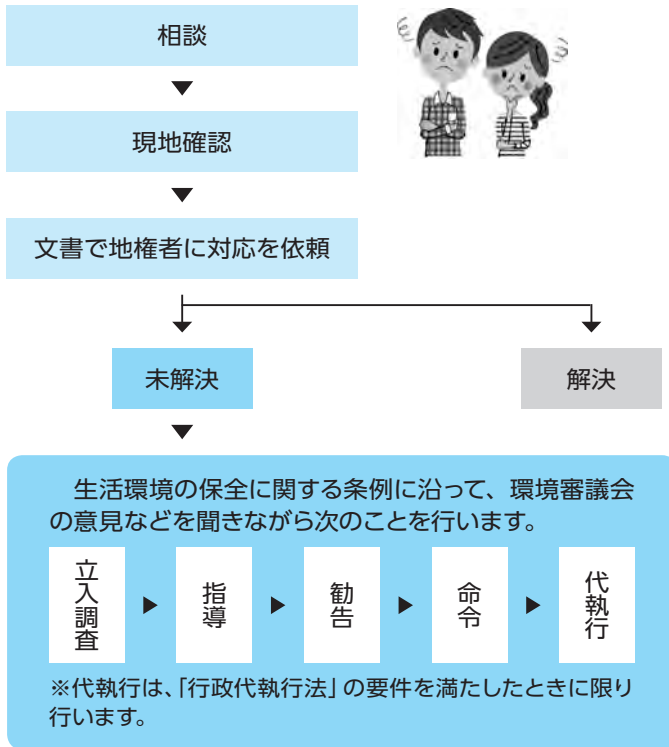 相談
現地確認
文書で地権者に対応を依頼
未解決
解決
生活環境の保全に関する条例に沿って、環境審議会
の意見などを聞きながら次のことを行います。
立入調査
指導
勧告
命令
代執行
※代執行は、「行政代執行法」の要件を満たしたときに限り
行います。